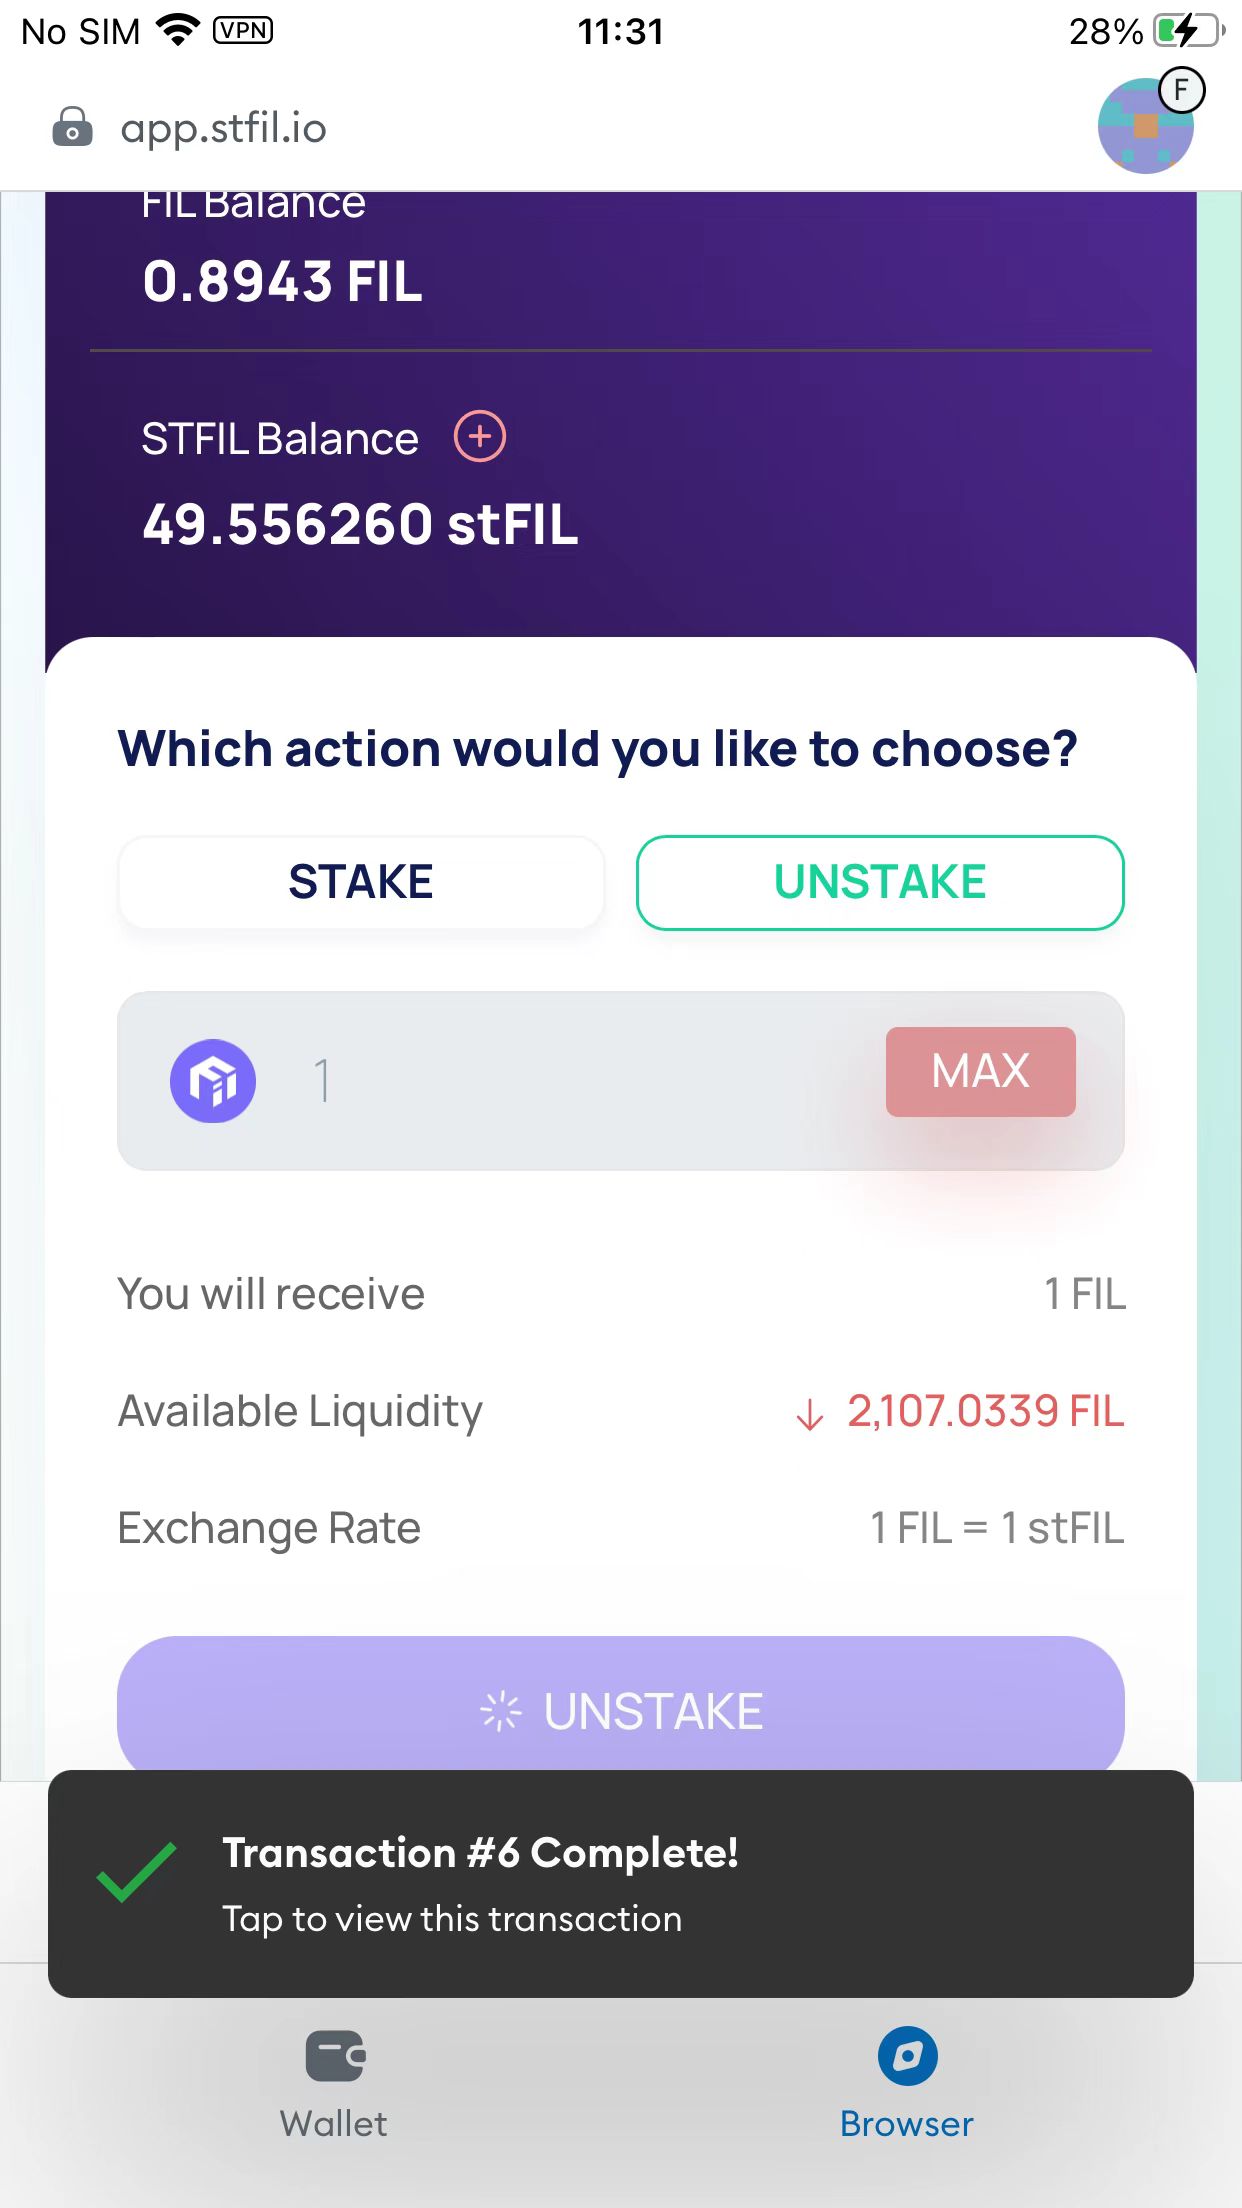 No SIM VPN 11:31 28%
app.stfil.io F
FIL Balance
0.8943 FIL
STFIL Balance
49.556260 stFIL
Which action would you like to choose?
STAKE UNSTAKE
1 MAX
You will receive 1 FIL
Available Liquidity ↓ 2,107.0339 FIL
Exchange Rate 1 FIL = 1 stFIL
UNSTAKE
Transaction #6 Complete!
Tap to view this transaction
Wallet Browser